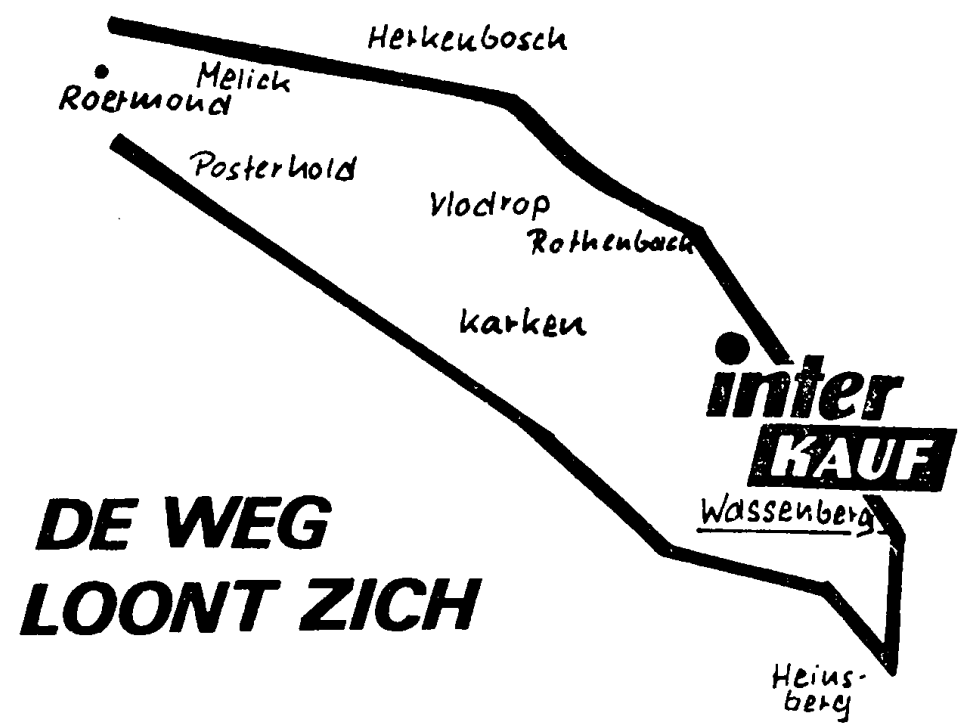 Herkenbosch
Melick
Roermond
Posterhold
Vlodrop
Rothenbach
Karken
inter
KAUF
Wassenberg
DE WEG
LOONT ZICH
Heins-
berg